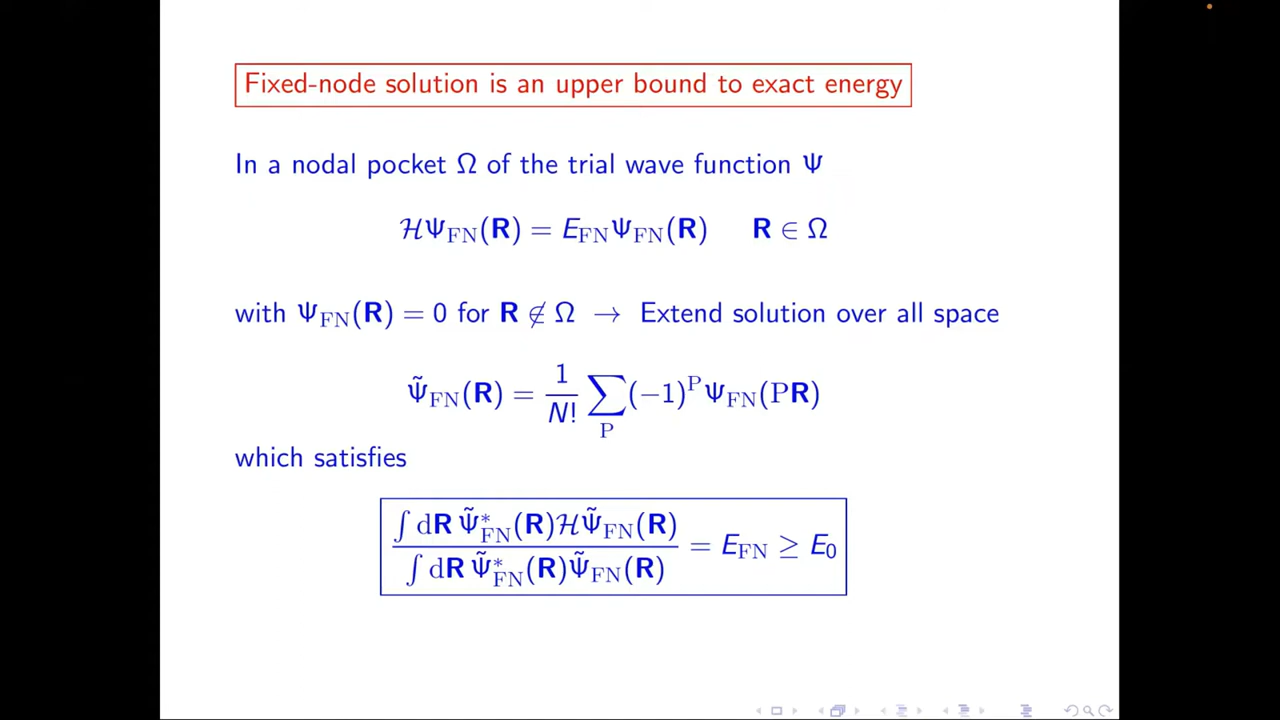 Fixed-node solution is an upper bound to exact energy
In a nodal pocket Ω of the trial wave function Ψ
ℋΨ_FN(R) = E_FN Ψ_FN(R) R ∈ Ω
with Ψ_FN(R) = 0 for R ∉ Ω → Extend solution over all space
Ψ̃_FN(R) = 1/N! ∑_P (−1)^P Ψ_FN(PR)
which satisfies
∫ dR Ψ̃*_FN(R)ℋΨ̃_FN(R) / ∫ dR Ψ̃*_FN(R)Ψ̃_FN(R) = E_FN ≥ E_0